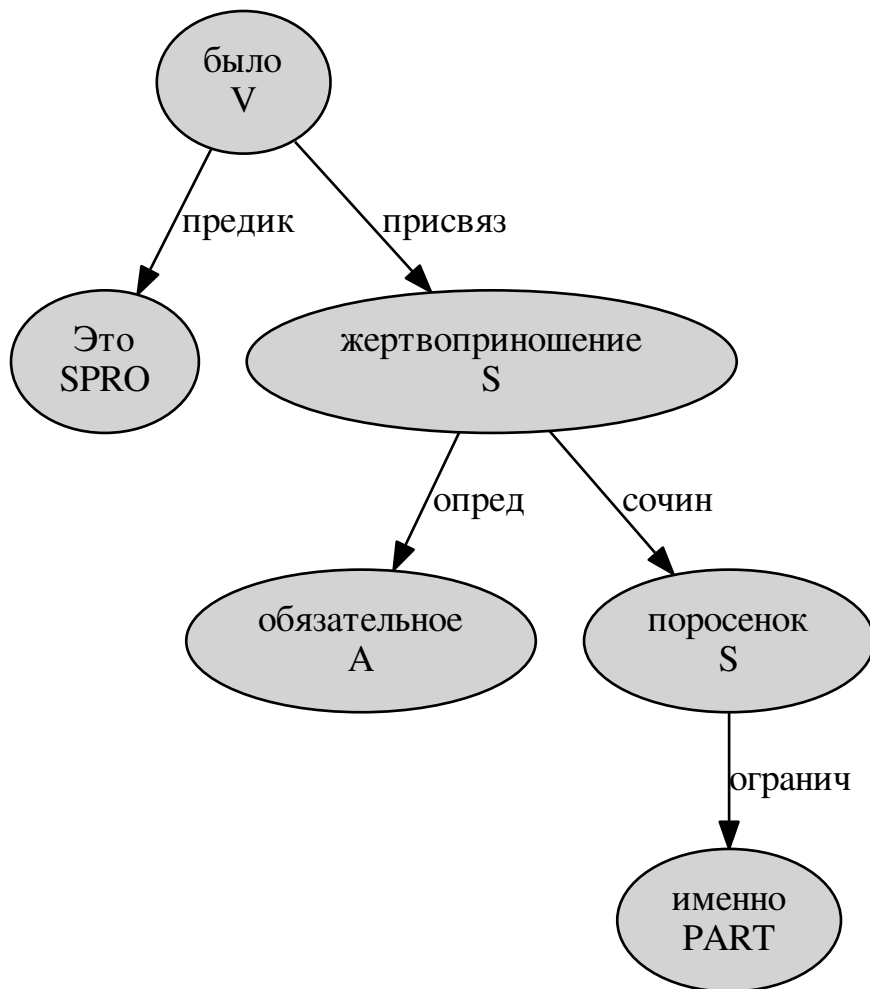 было
V
предик
присвяз
Это
SPRO
жертвоприношение
S
опред
сочин
обязательное
A
поросенок
S
огранич
именно
PART